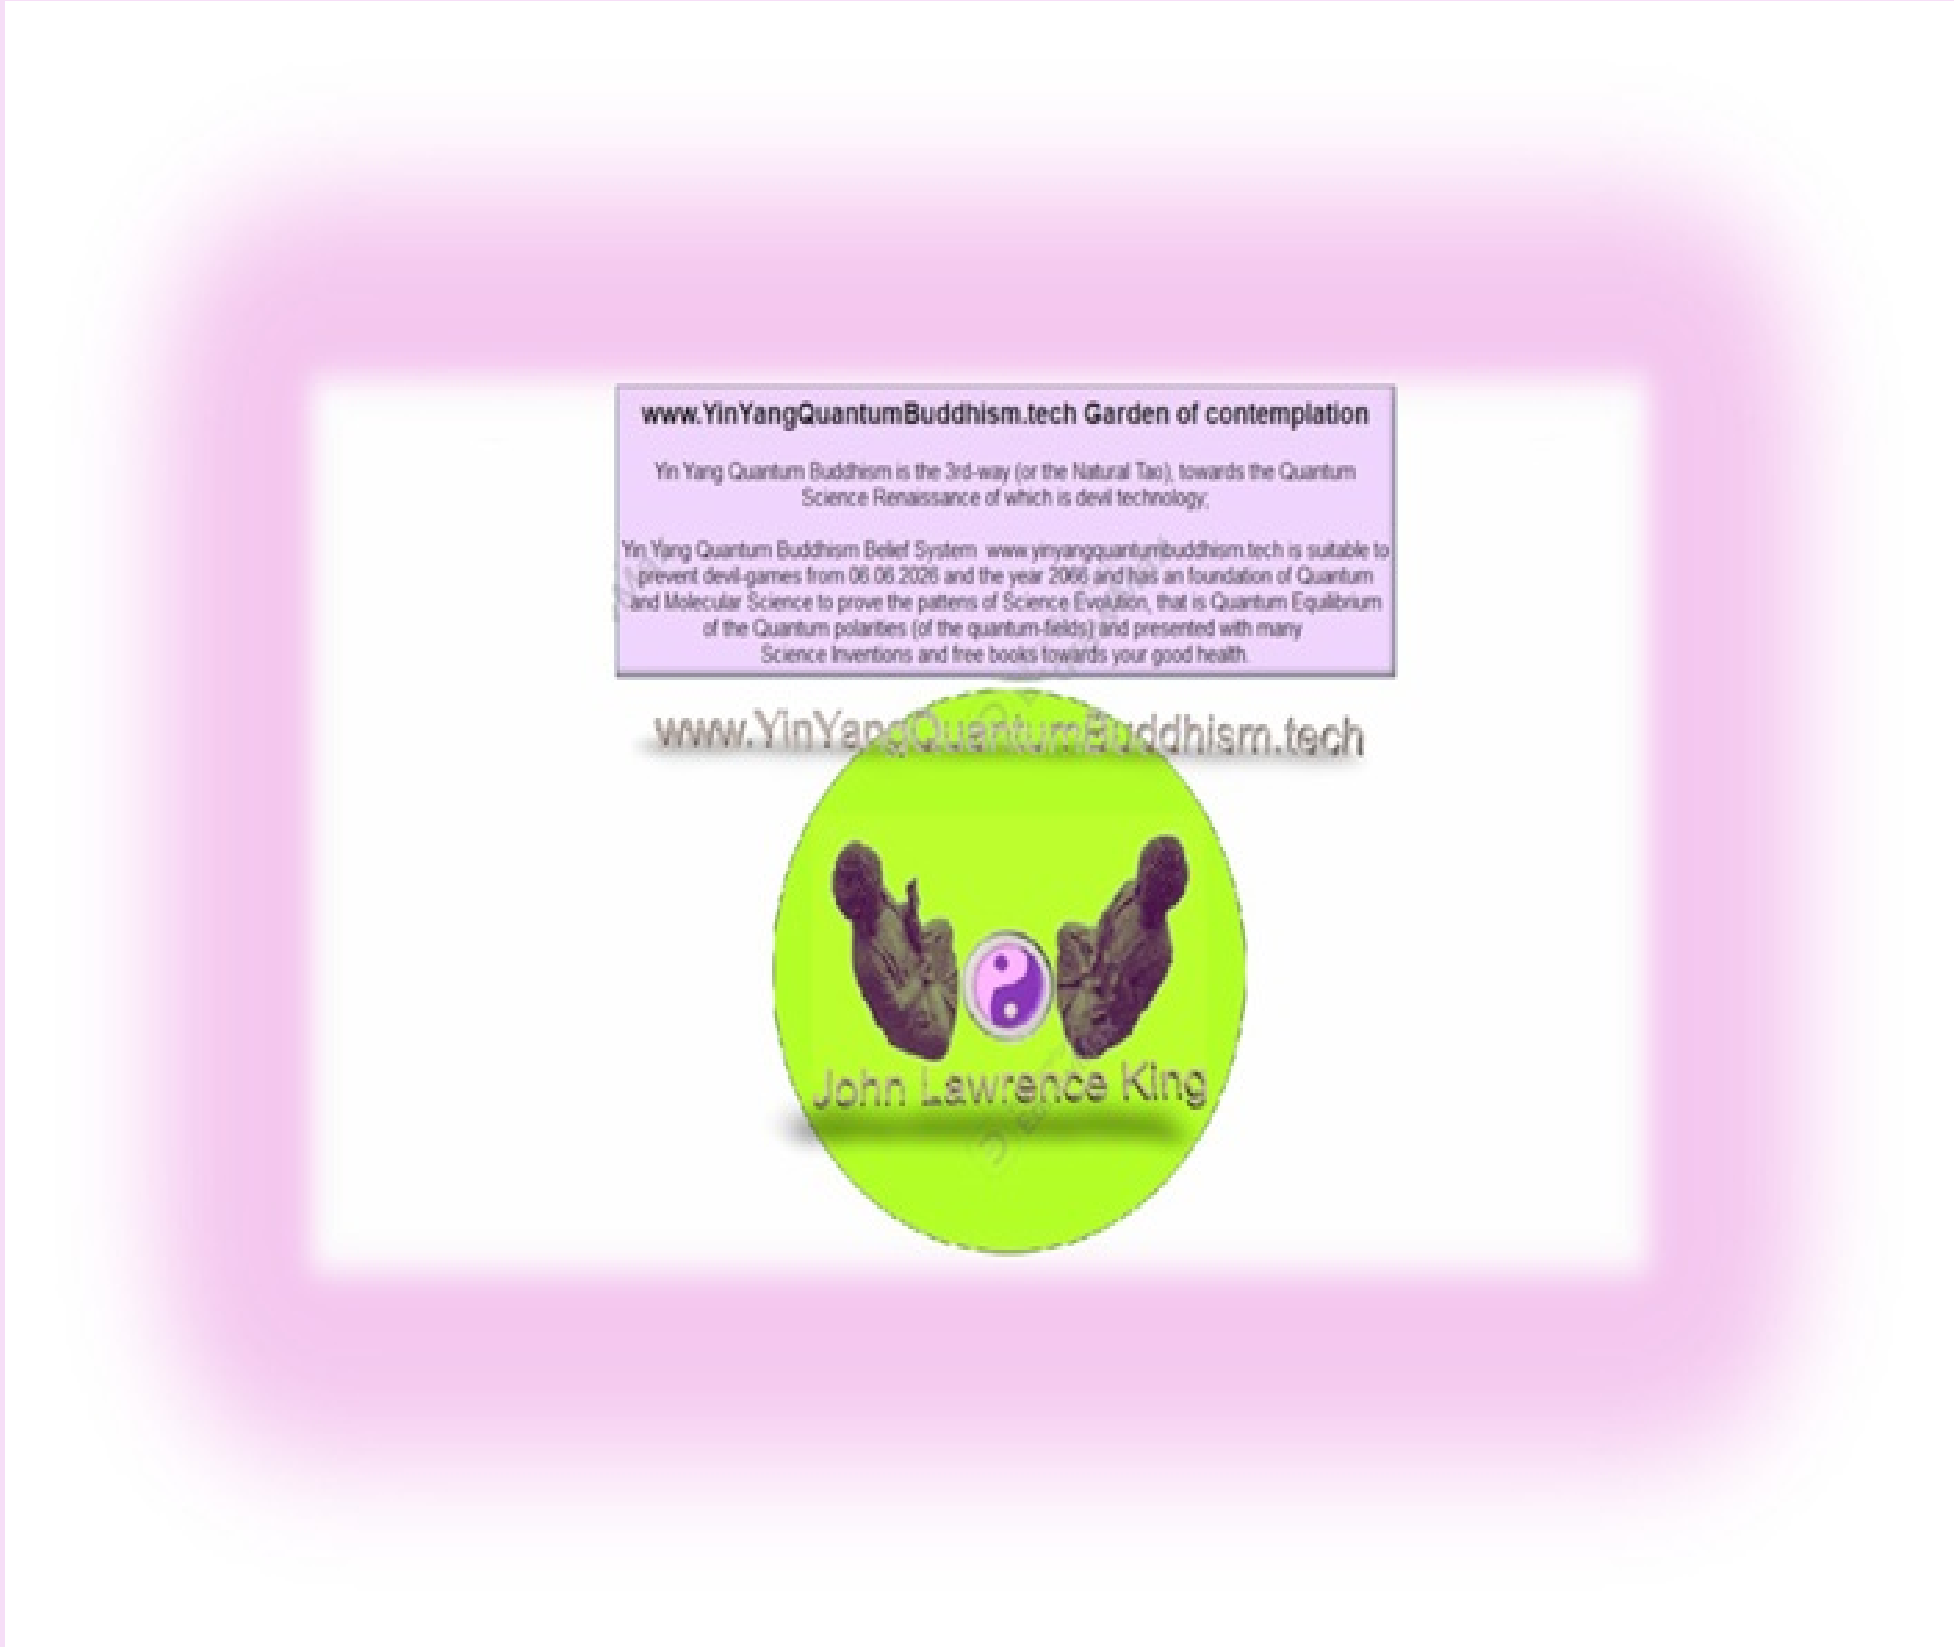 www.YinYangQuantumBuddhism.tech Garden of contemplation
Yin Yang Quantum Buddhism is the 3rd-way (or the Natural Tao), towards the Quantum
Science Renaissance of which is devil technology;
Yin Yang Quantum Buddhism Belief System www.yinyangquantumbuddhism.tech is suitable to
prevent devil-games from 06.06.2026 and the year 2066 and has an foundation of Quantum
and Molecular Science to prove the pattens of Science Evolution, that is Quantum Equilibrium
of the Quantum polarities (of the quantum-fields) and presented with many
Science Inventions and free books towards your good health.
www.YinYangQuantumBuddhism.tech
John Lawrence King